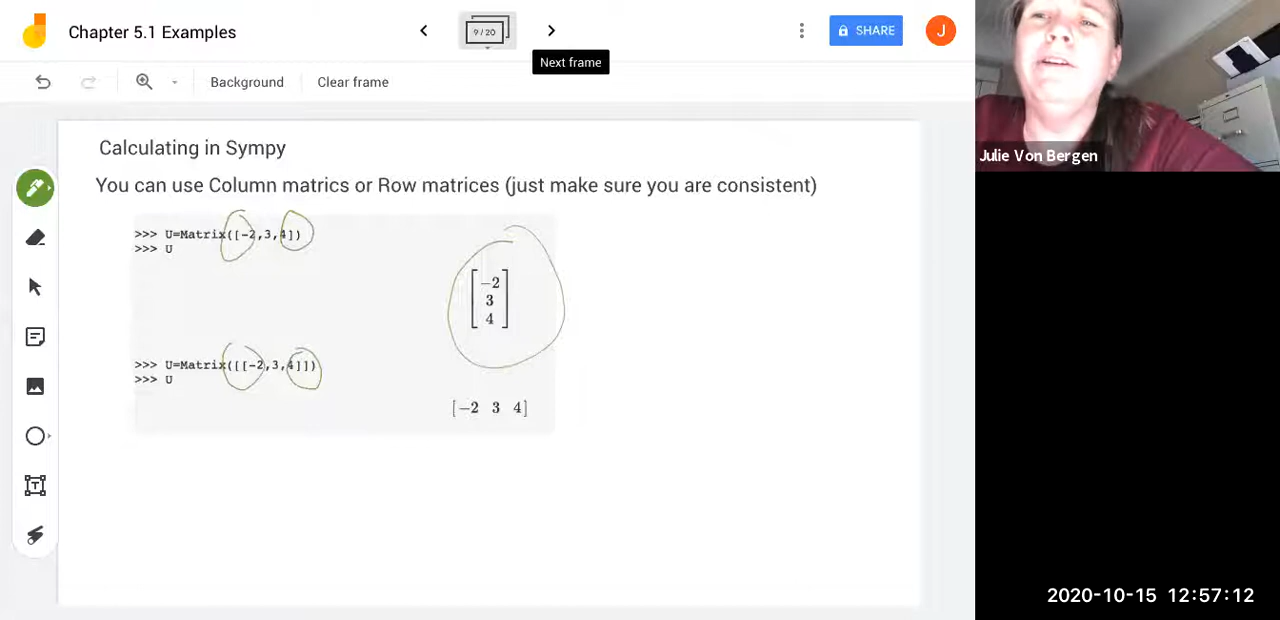 Chapter 5.1 Examples
9 / 20
SHARE
J
Next frame
Background
Clear frame
Julie Von Bergen
Calculating in Sympy
You can use Column matrics or Row matrices (just make sure you are consistent)
>>> U=Matrix([-2,3,4])
>>> U
[-2
3
4]
>>> U=Matrix([[-2,3,4]])
>>> U
[-2 3 4]
2020-10-15 12:57:12